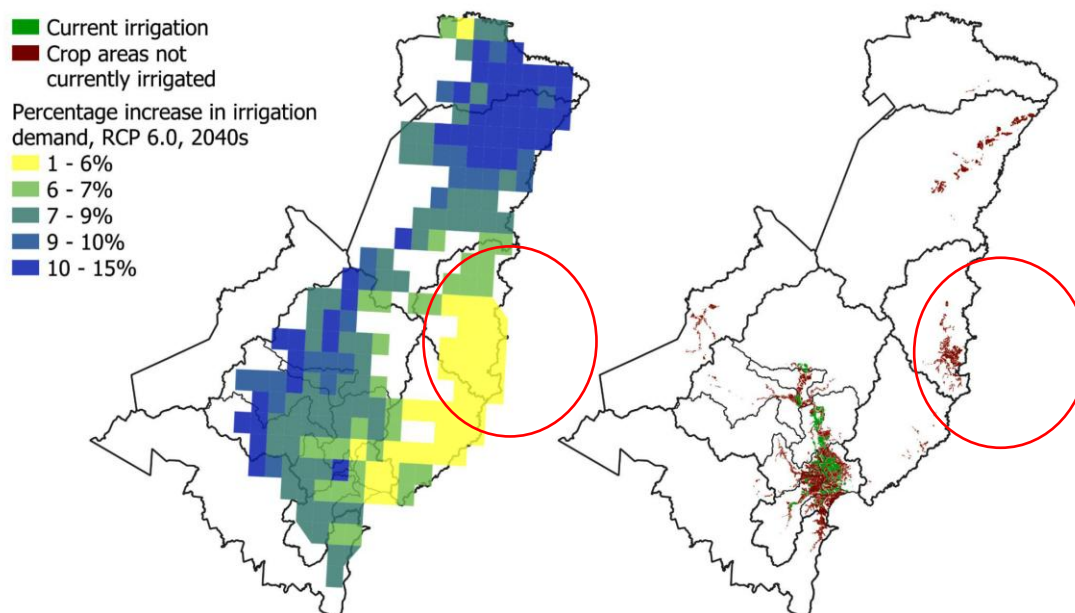 Current irrigation
Crop areas not
currently irrigated
Percentage increase in irrigation
demand, RCP 6.0, 2040s
1 - 6%
6 - 7%
7 - 9%
9 - 10%
10 - 15%